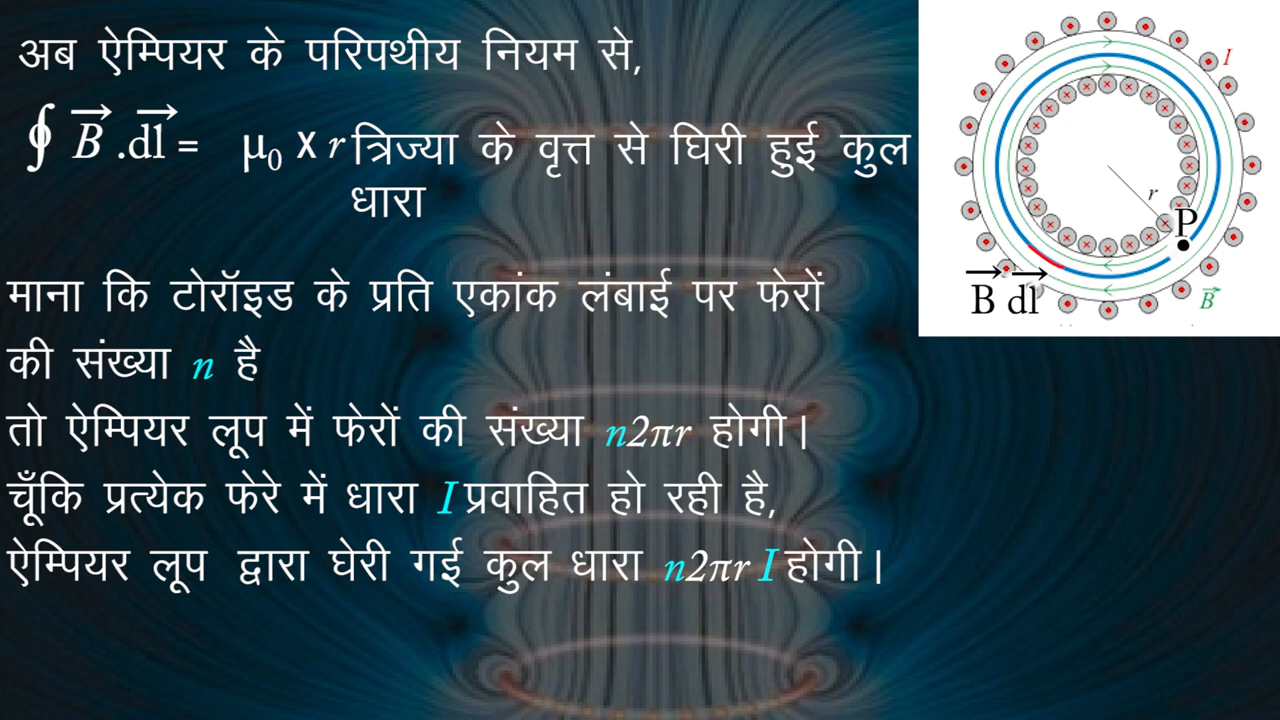 अब ऐम्पियर के परिपथीय नियम से,
∮ B⃗ .dl⃗ = μ₀ x r त्रिज्या के वृत्त से घिरी हुई कुल
धारा
माना कि टोरॉइड के प्रति एकांक लंबाई पर फेरों
की संख्या n है
तो ऐम्पियर लूप में फेरों की संख्या n2πr होगी|
चूँकि प्रत्येक फेरे में धारा I प्रवाहित हो रही है,
ऐम्पियर लूप द्वारा घेरी गई कुल धारा n2πr I होगी|
I
r
P
B⃗ dl⃗
B⃗